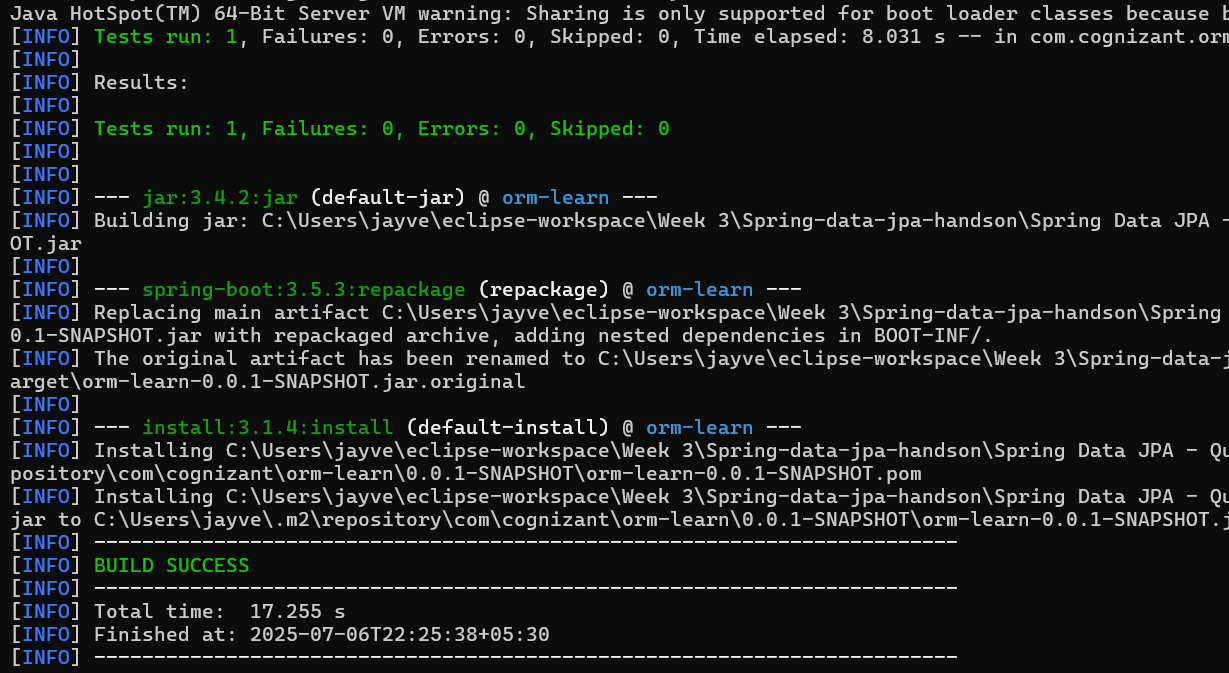 Java HotSpot(TM) 64-Bit Server VM warning: Sharing is only supported for boot loader classes because
[INFO] Tests run: 1, Failures: 0, Errors: 0, Skipped: 0, Time elapsed: 8.031 s -- in com.cognizant.orm
[INFO]
[INFO] Results:
[INFO]
[INFO] Tests run: 1, Failures: 0, Errors: 0, Skipped: 0
[INFO]
[INFO]
[INFO] --- jar:3.4.2:jar (default-jar) @ orm-learn ---
[INFO] Building jar: C:\Users\jayve\eclipse-workspace\Week 3\Spring-data-jpa-handson\Spring Data JPA -
OT.jar
[INFO]
[INFO] --- spring-boot:3.5.3:repackage (repackage) @ orm-learn ---
[INFO] Replacing main artifact C:\Users\jayve\eclipse-workspace\Week 3\Spring-data-jpa-handson\Spring
0.1-SNAPSHOT.jar with repackaged archive, adding nested dependencies in BOOT-INF/.
[INFO] The original artifact has been renamed to C:\Users\jayve\eclipse-workspace\Week 3\Spring-data-j
arget\orm-learn-0.0.1-SNAPSHOT.jar.original
[INFO]
[INFO] --- install:3.1.4:install (default-install) @ orm-learn ---
[INFO] Installing C:\Users\jayve\eclipse-workspace\Week 3\Spring-data-jpa-handson\Spring Data JPA - Qu
pository\com\cognizant\orm-learn\0.0.1-SNAPSHOT\orm-learn-0.0.1-SNAPSHOT.pom
[INFO] Installing C:\Users\jayve\eclipse-workspace\Week 3\Spring-data-jpa-handson\Spring Data JPA - Qu
jar to C:\Users\jayve\.m2\repository\com\cognizant\orm-learn\0.0.1-SNAPSHOT\orm-learn-0.0.1-SNAPSHOT.j
[INFO] ------------------------------------------------------------------------
[INFO] BUILD SUCCESS
[INFO] ------------------------------------------------------------------------
[INFO] Total time:  17.255 s
[INFO] Finished at: 2025-07-06T22:25:38+05:30
[INFO] ------------------------------------------------------------------------